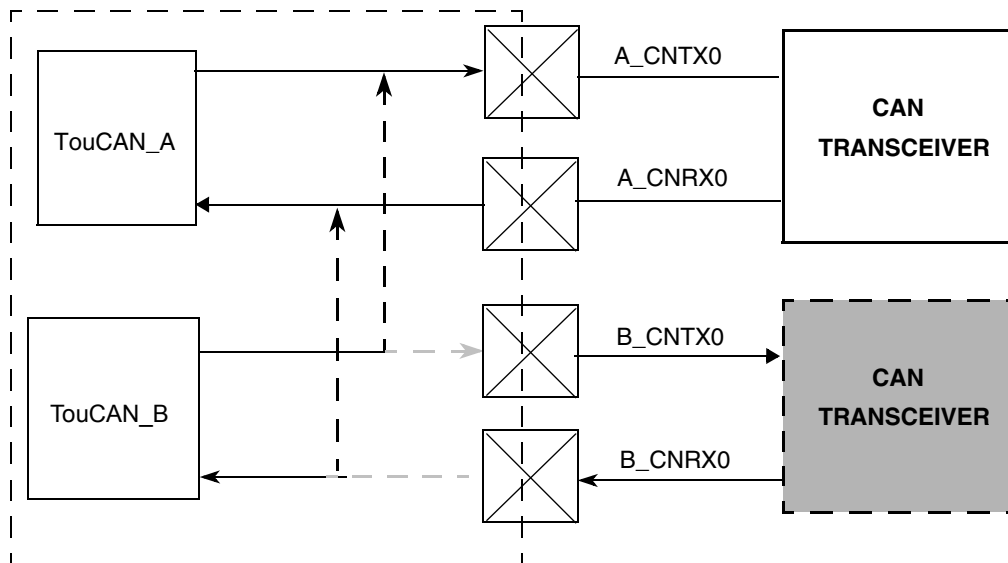 TouCAN_A
A_CNTX0
A_CNRX0
CAN
TRANSCEIVER
TouCAN_B
B_CNTX0
B_CNRX0
CAN
TRANSCEIVER